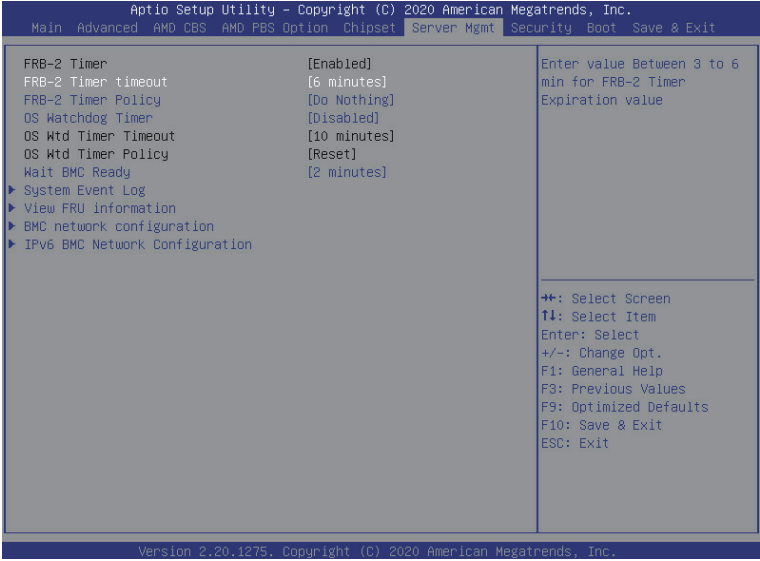 Aptio Setup Utility – Copyright (C) 2020 American Megatrends, Inc.
Main Advanced AMD CBS AMD PBS Option Chipset Server Mgmt Security Boot Save & Exit
FRB-2 Timer [Enabled]
FRB-2 Timer timeout [6 minutes]
FRB-2 Timer Policy [Do Nothing]
OS Watchdog Timer [Disabled]
OS Wtd Timer Timeout [10 minutes]
OS Wtd Timer Policy [Reset]
Wait BMC Ready [2 minutes]
▶ System Event Log
▶ View FRU information
▶ BMC network configuration
▶ IPv6 BMC Network Configuration
Enter value Between 3 to 6
min for FRB-2 Timer
Expiration value
→←: Select Screen
↑↓: Select Item
Enter: Select
+/-: Change Opt.
F1: General Help
F3: Previous Values
F9: Optimized Defaults
F10: Save & Exit
ESC: Exit
Version 2.20.1275. Copyright (C) 2020 American Megatrends, Inc.